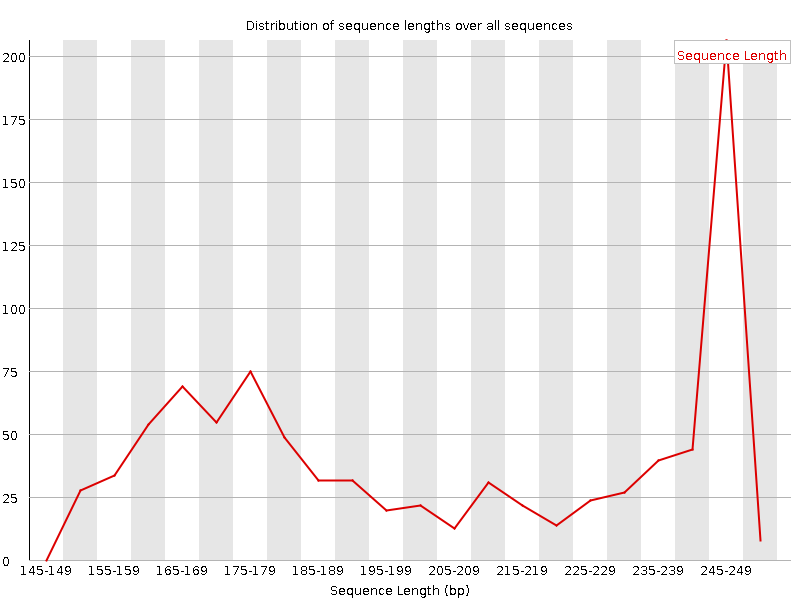 Distribution of sequence lengths over all sequences
Sequence Length
200
175
150
125
100
75
50
25
0
145-149 155-159 165-169 175-179 185-189 195-199 205-209 215-219 225-229 235-239 245-249
Sequence Length (bp)